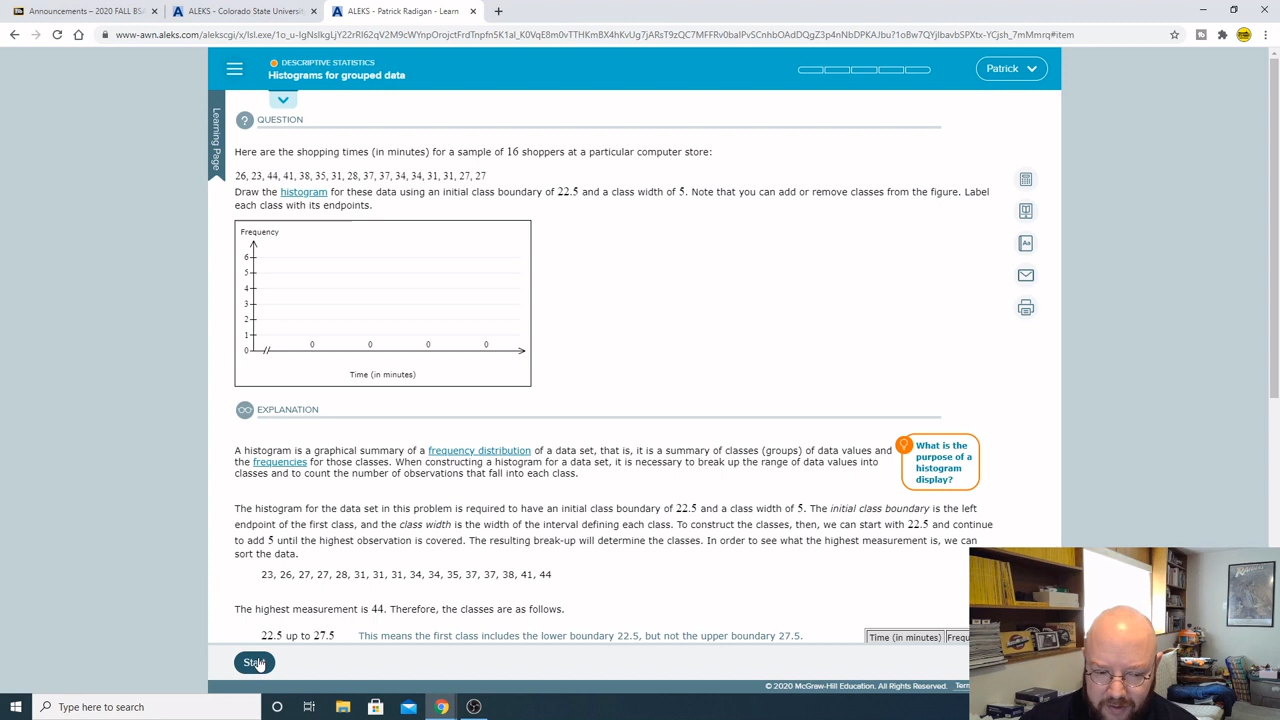 Announcements – 2020 FALL BSA
ALEKS - Colorado State Universit
ALEKS - Patrick Radigan - Learn
www-awn.aleks.com/alekscgi/x/Isl.exe/1o_u-IgNslkgLjY22rRI62qV2M9cWYnpOrojctFrdTnpfn5K1aI_K0VqE8m0vTTHKmBX4hKvUg7jARsT9zQC7MFFRv0baIPvSCnhbOAdDQgZ3p4nNbDPKAJbu?1oBw7QYjIbavbSPXtx-YCjsh_7mMmrq#item
DESCRIPTIVE STATISTICS
Histograms for grouped data
Patrick
Learning Page
QUESTION
Here are the shopping times (in minutes) for a sample of 16 shoppers at a particular computer store:
26, 23, 44, 41, 38, 35, 31, 28, 37, 37, 34, 34, 31, 31, 27, 27
Draw the histogram for these data using an initial class boundary of 22.5 and a class width of 5. Note that you can add or remove classes from the figure. Label
each class with its endpoints.
Frequency
6
5
4
3
2
1
0
0 0 0 0
Time (in minutes)
EXPLANATION
A histogram is a graphical summary of a frequency distribution of a data set, that is, it is a summary of classes (groups) of data values and
the frequencies for those classes. When constructing a histogram for a data set, it is necessary to break up the range of data values into
classes and to count the number of observations that fall into each class.
What is the
purpose of a
histogram
display?
The histogram for the data set in this problem is required to have an initial class boundary of 22.5 and a class width of 5. The initial class boundary is the left
endpoint of the first class, and the class width is the width of the interval defining each class. To construct the classes, then, we can start with 22.5 and continue
to add 5 until the highest observation is covered. The resulting break-up will determine the classes. In order to see what the highest measurement is, we can
sort the data.
23, 26, 27, 27, 28, 31, 31, 31, 34, 34, 35, 37, 37, 38, 41, 44
The highest measurement is 44. Therefore, the classes are as follows.
22.5 up to 27.5 This means the first class includes the lower boundary 22.5, but not the upper boundary 27.5.
Time (in minutes) Frequ
Start
© 2020 McGraw-Hill Education. All Rights Reserved. Tern
Type here to search